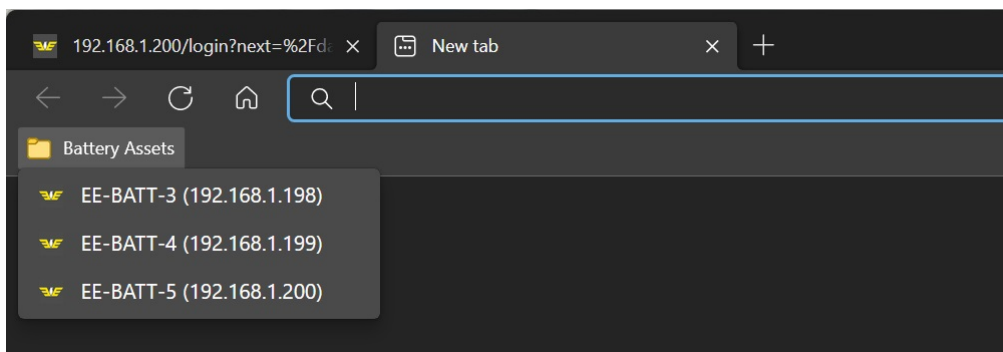 192.168.1.200/login?next=%2Fda
New tab
Battery Assets
EE-BATT-3 (192.168.1.198)
EE-BATT-4 (192.168.1.199)
EE-BATT-5 (192.168.1.200)